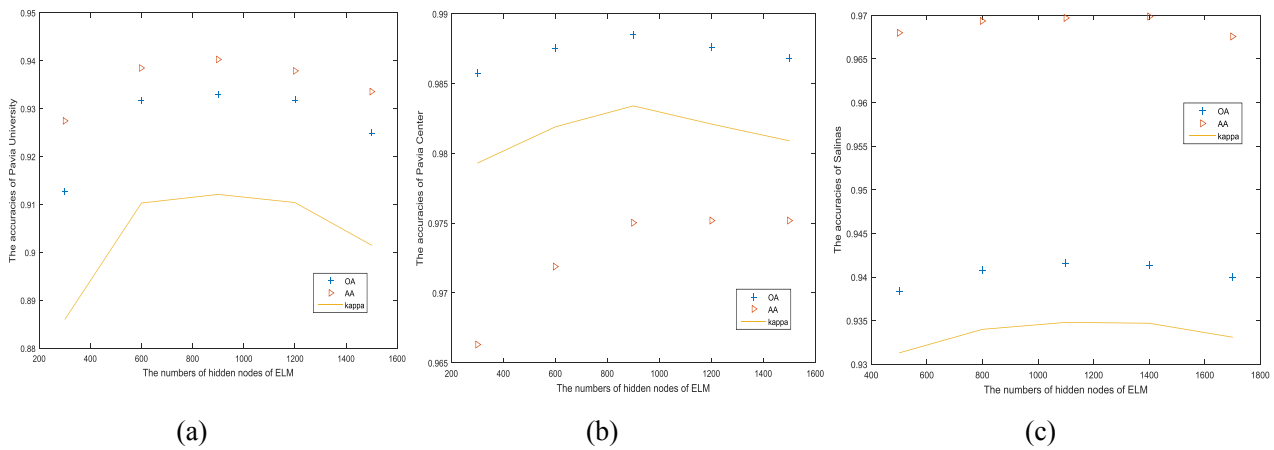 The accuracies of Pavia University
0.95
0.94
0.93
0.92
0.91
0.9
0.89
0.88
200 400 600 800 1000 1200 1400 1600
The numbers of hidden nodes of ELM
OA
AA
kappa
(a)
The accuracies of Pavia Center
0.99
0.985
0.98
0.975
0.97
0.965
200 400 600 800 1000 1200 1400 1600
The numbers of hidden nodes of ELM
OA
AA
kappa
(b)
The accuracies of Salinas
0.97
0.965
0.96
0.955
0.95
0.945
0.94
0.935
0.93
400 600 800 1000 1200 1400 1600 1800
The numbers of hidden nodes of ELM
OA
AA
kappa
(c)